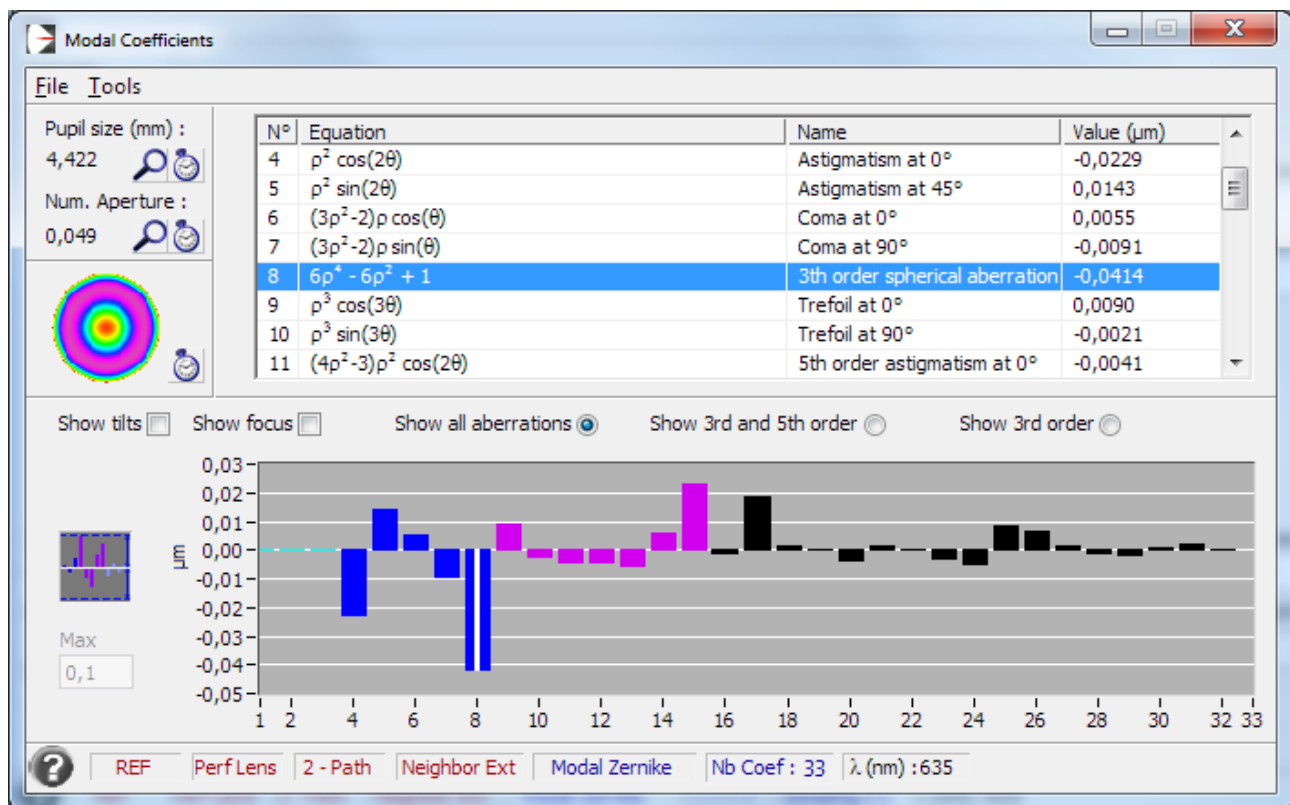 Modal Coefficients
File Tools
Pupil size (mm) :
4,422
Num. Aperture :
0,049
N° Equation Name Value (µm)
4 ρ² cos(2θ) Astigmatism at 0° -0,0229
5 ρ² sin(2θ) Astigmatism at 45° 0,0143
6 (3ρ²-2)ρ cos(θ) Coma at 0° 0,0055
7 (3ρ²-2)ρ sin(θ) Coma at 90° -0,0091
8 6ρ⁴ - 6ρ² + 1 3th order spherical aberration -0,0414
9 ρ³ cos(3θ) Trefoil at 0° 0,0090
10 ρ³ sin(3θ) Trefoil at 90° -0,0021
11 (4ρ²-3)ρ² cos(2θ) 5th order astigmatism at 0° -0,0041
Show tilts Show focus Show all aberrations Show 3rd and 5th order Show 3rd order
0,03
0,02
0,01
0,00
-0,01
-0,02
-0,03
-0,04
-0,05
µm
Max
0,1
1 2 4 6 8 10 12 14 16 18 20 22 24 26 28 30 32 33
? REF Perf Lens 2 - Path Neighbor Ext Modal Zernike Nb Coef : 33 λ (nm) :635